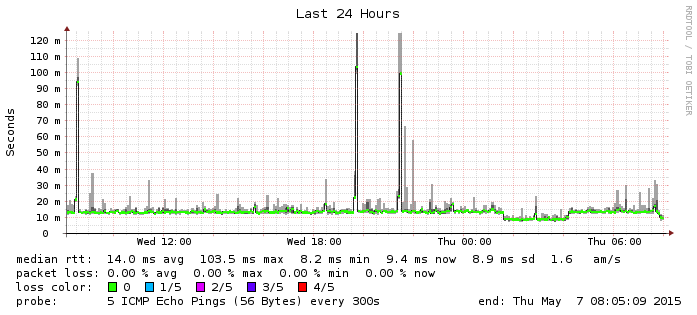 Last 24 Hours
RRDTOOL / TOBI OETIKER
Seconds
120 m
110 m
100 m
90 m
80 m
70 m
60 m
50 m
40 m
30 m
20 m
10 m
0
Wed 12:00 Wed 18:00 Thu 00:00 Thu 06:00
median rtt: 14.0 ms avg 103.5 ms max 8.2 ms min 9.4 ms now 8.9 ms sd 1.6 am/s
packet loss: 0.00 % avg 0.00 % max 0.00 % min 0.00 % now
loss color: 0 1/5 2/5 3/5 4/5
probe: 5 ICMP Echo Pings (56 Bytes) every 300s end: Thu May 7 08:05:09 2015